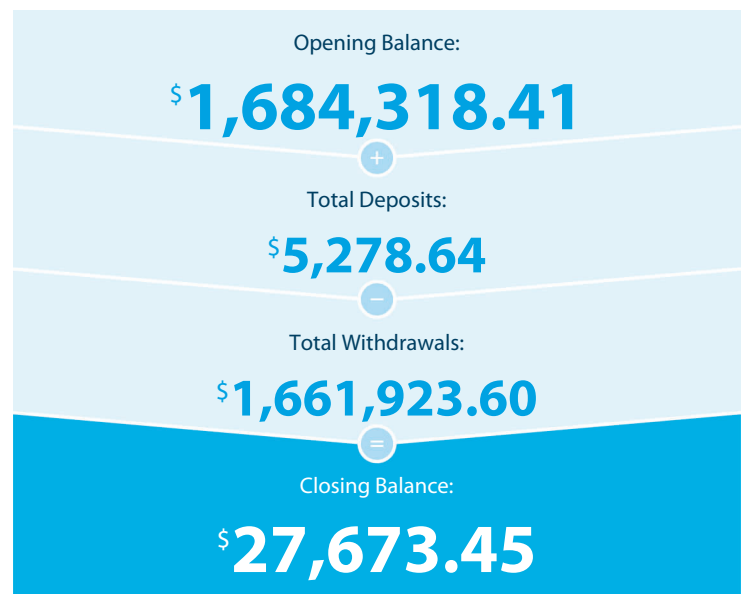 Opening Balance:
$1,684,318.41
+
Total Deposits:
$5,278.64
−
Total Withdrawals:
$1,661,923.60
=
Closing Balance:
$27,673.45